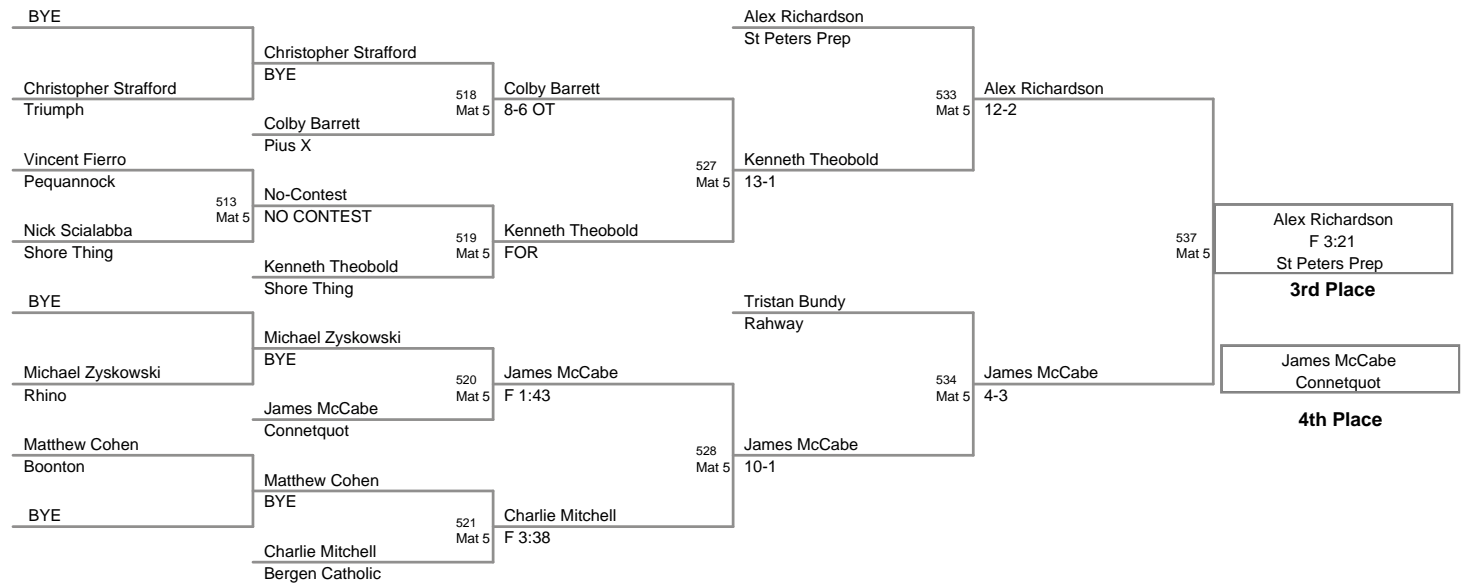 BYE
Christopher Strafford
Triumph
Vincent Fierro
Pequannock
Nick Scialabba
Shore Thing
BYE
Michael Zyskowski
Rhino
Matthew Cohen
Boonton
BYE
513
Mat 5
Christopher Strafford
BYE
Colby Barrett
Pius X
No-Contest
NO CONTEST
Kenneth Theobold
Shore Thing
Michael Zyskowski
BYE
James McCabe
Connetquot
Matthew Cohen
BYE
Charlie Mitchell
Bergen Catholic
518
Mat 5
519
Mat 5
520
Mat 5
521
Mat 5
Colby Barrett
8-6 OT
Kenneth Theobold
FOR
James McCabe
F 1:43
Charlie Mitchell
F 3:38
527
Mat 5
528
Mat 5
Alex Richardson
St Peters Prep
Kenneth Theobold
13-1
Tristan Bundy
Rahway
James McCabe
10-1
533
Mat 5
534
Mat 5
Alex Richardson
12-2
James McCabe
4-3
537
Mat 5
Alex Richardson
F 3:21
St Peters Prep
3rd Place
James McCabe
Connetquot
4th Place